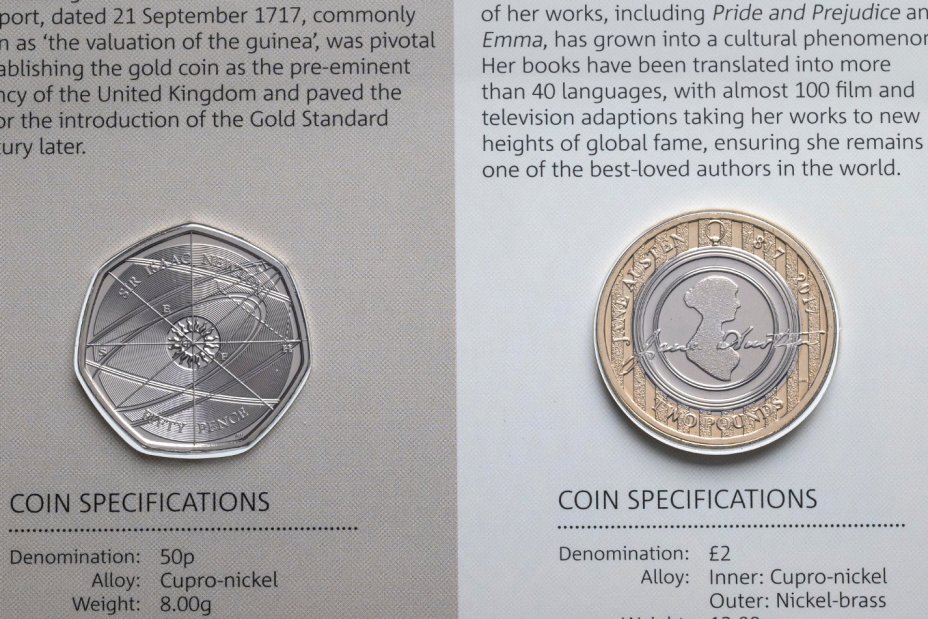 port, dated 21 September 1717, commonly
n as ‘the valuation of the guinea’, was pivotal
ablishing the gold coin as the pre-eminent
ncy of the United Kingdom and paved the
or the introduction of the Gold Standard
tury later.
SIR ISAAC NEWTON
FIFTY PENCE
COIN SPECIFICATIONS
Denomination: 50p
Alloy: Cupro-nickel
Weight: 8.00g
of her works, including Pride and Prejudice an
Emma, has grown into a cultural phenomenon
Her books have been translated into more
than 40 languages, with almost 100 film and
television adaptions taking her works to new
heights of global fame, ensuring she remains
one of the best-loved authors in the world.
JANE AUSTEN 1817 2017
Jane Austen
TWO POUNDS
COIN SPECIFICATIONS
Denomination: £2
Alloy: Inner: Cupro-nickel
Outer: Nickel-brass